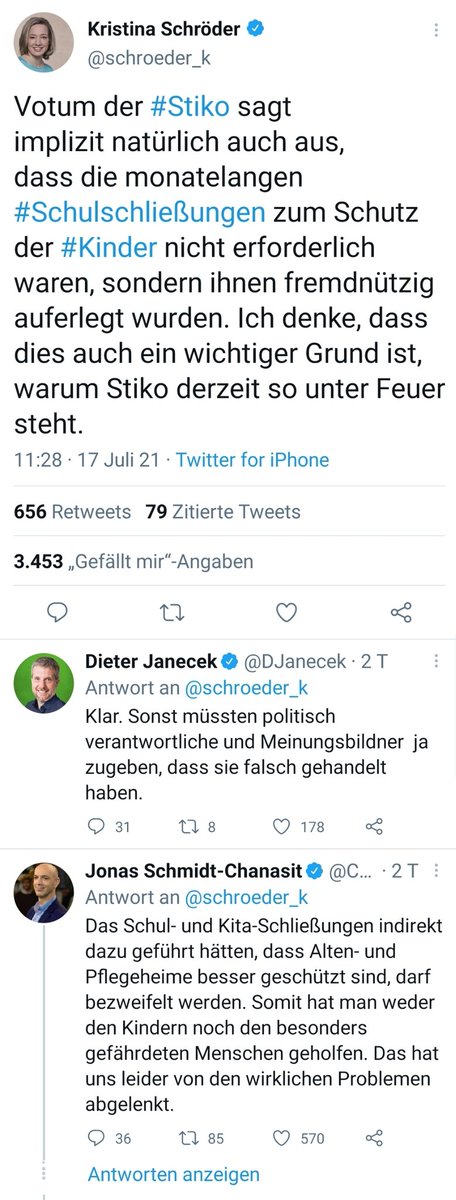 Kristina Schröder
@schroeder_k
Votum der #Stiko sagt
implizit natürlich auch aus,
dass die monatelangen
#Schulschließungen zum Schutz
der #Kinder nicht erforderlich
waren, sondern ihnen fremdnützig
auferlegt wurden. Ich denke, dass
dies auch ein wichtiger Grund ist,
warum Stiko derzeit so unter Feuer
steht.
11:28 · 17 Juli 21 · Twitter for iPhone
656 Retweets 79 Zitierte Tweets
3.453 „Gefällt mir“-Angaben
Dieter Janecek @DJanecek · 2 T
Antwort an @schroeder_k
Klar. Sonst müssten politisch
verantwortliche und Meinungsbildner ja
zugeben, dass sie falsch gehandelt
haben.
31 8 178
Jonas Schmidt-Chanasit @C... · 2 T
Antwort an @schroeder_k
Das Schul- und Kita-Schließungen indirekt
dazu geführt hätten, dass Alten- und
Pflegeheime besser geschützt sind, darf
bezweifelt werden. Somit hat man weder
den Kindern noch den besonders
gefährdeten Menschen geholfen. Das hat
uns leider von den wirklichen Problemen
abgelenkt.
36 85 570
Antworten anzeigen